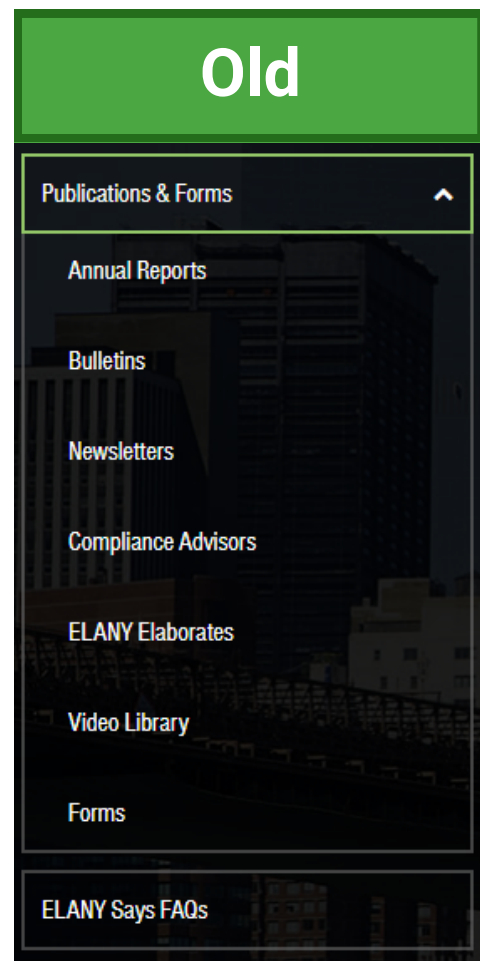 Old
Publications & Forms
Annual Reports
Bulletins
Newsletters
Compliance Advisors
ELANY Elaborates
Video Library
Forms
ELANY Says FAQs